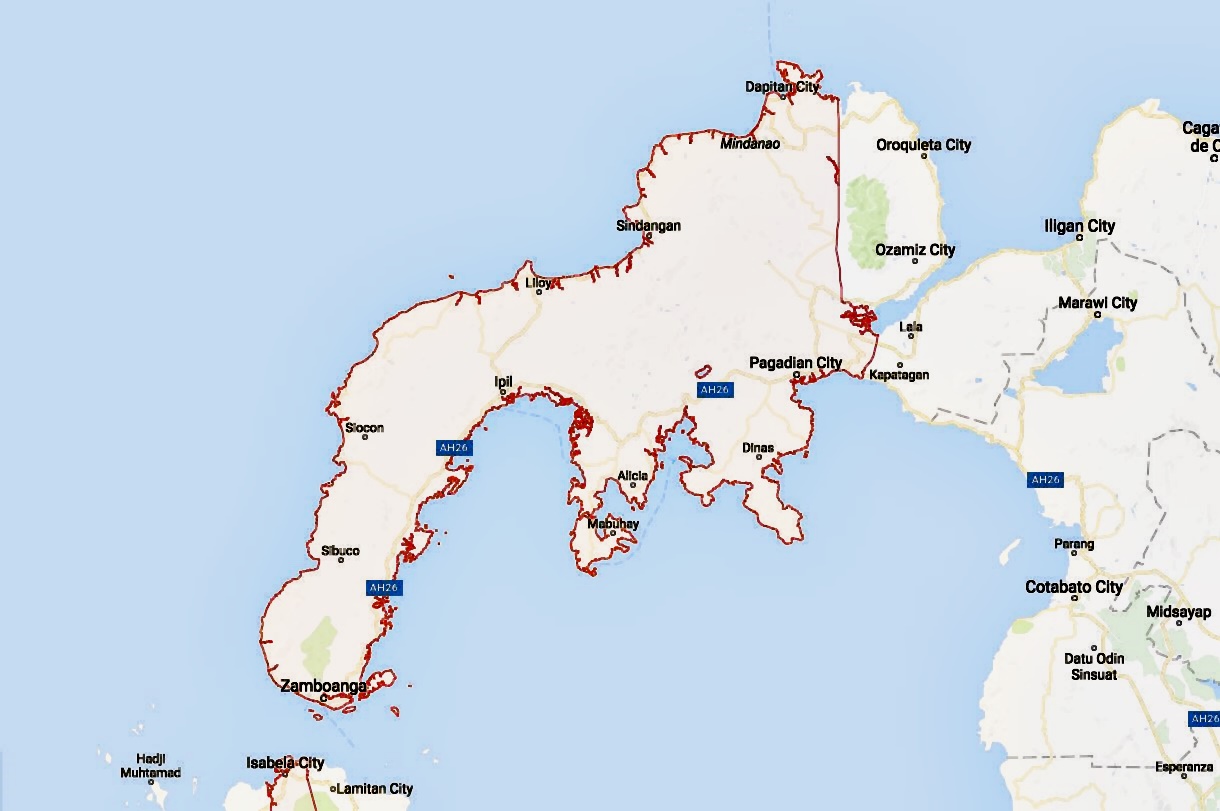 Dapitan City
Caga
de C
Mindanao
Oroquieta City
Sindangan
Iligan City
Ozamiz City
Liloy
Marawi City
Lala
Pagadian City
Kapatagan
Ipil
AH26
Siocon
AH26
Dinas
Alicia
AH26
Mabuhay
Parang
Sibuco
AH26
Cotabato City
Midsayap
Datu Odin
Sinsuat
Zamboanga
AH26
Hadji
Muhtamad
Isabela City
Lamitan City
Esperanza